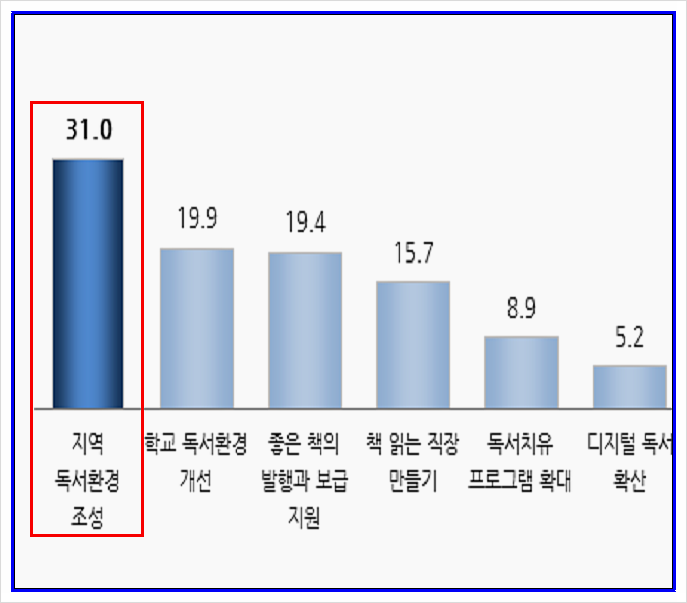 31.0
19.9
19.4
15.7
8.9
5.2
지역
독서환경
조성
학교 독서환경
개선
좋은 책의
발행과 보급
지원
책 읽는 직장
만들기
독서치유
프로그램 확대
디지털 독서
확산